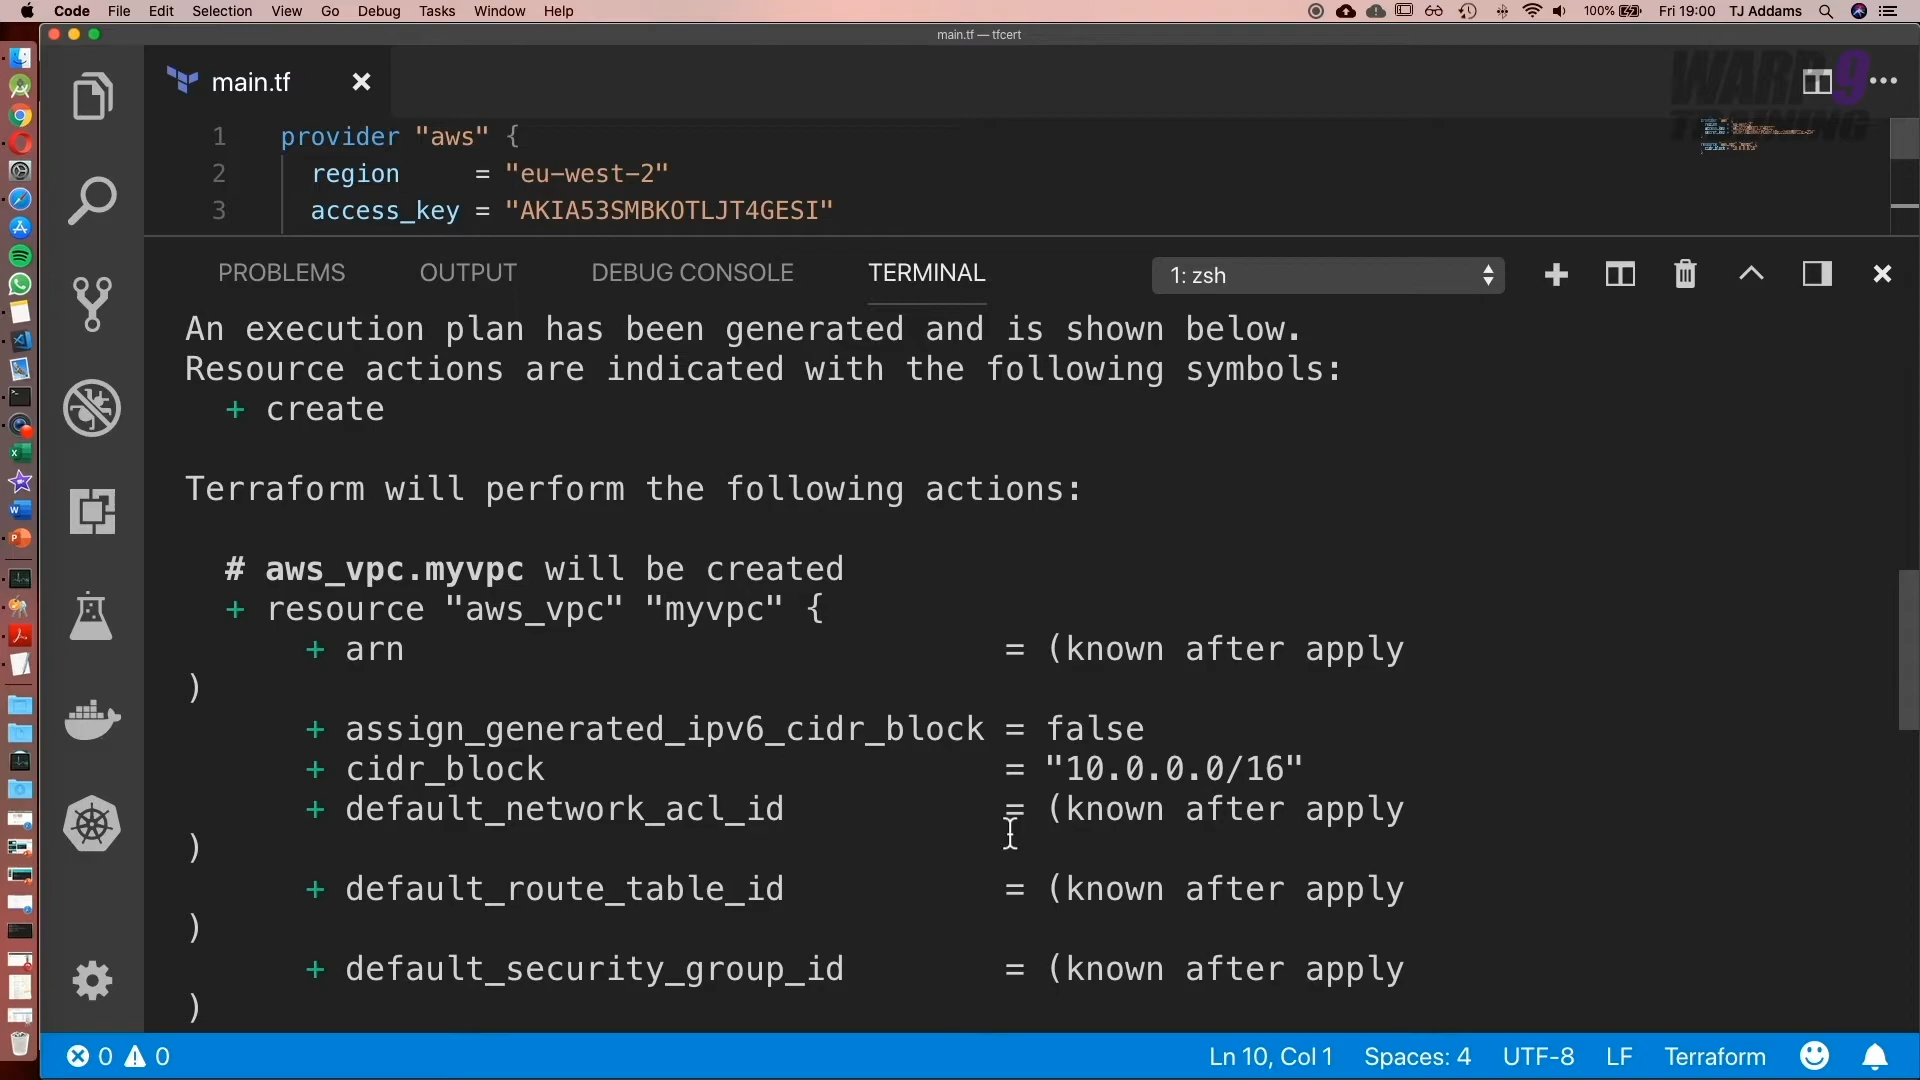 Code File Edit Selection View Go Debug Tasks Window Help 100% Fri 19:00 TJ Addams
main.tf — tfcert
main.tf
WARP 9
TRAINING
1 provider "aws" {
2 region = "eu-west-2"
3 access_key = "AKIA53SMBKOTLJT4GESI"
PROBLEMS OUTPUT DEBUG CONSOLE TERMINAL 1: zsh
An execution plan has been generated and is shown below.
Resource actions are indicated with the following symbols:
+ create
Terraform will perform the following actions:
# aws_vpc.myvpc will be created
+ resource "aws_vpc" "myvpc" {
+ arn = (known after apply
)
+ assign_generated_ipv6_cidr_block = false
+ cidr_block = "10.0.0.0/16"
+ default_network_acl_id = (known after apply
)
+ default_route_table_id = (known after apply
)
+ default_security_group_id = (known after apply
)
0 0 Ln 10, Col 1 Spaces: 4 UTF-8 LF Terraform